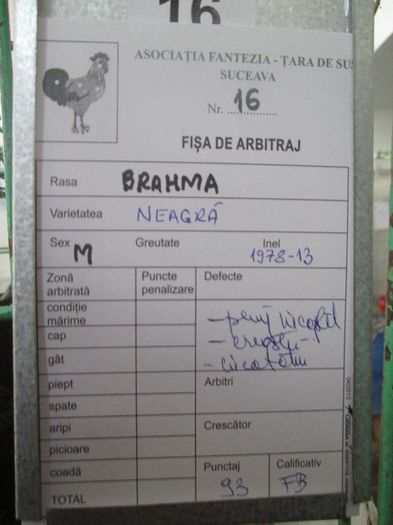 16
ASOCIAȚIA FANTEZIA - ȚARA DE SUS
SUCEAVA
Nr. 16
FIȘA DE ARBITRAJ
Rasa BRAHMA
Varietatea NEAGRĂ
Sex M Greutate Inel 1978-13
Zonă arbitrată Puncte penalizare Defecte
condiție
mărime
cap
gât
piept Arbitri
spate
aripi Crescător
picioare
coadă Punctaj 93 Calificativ FB
TOTAL